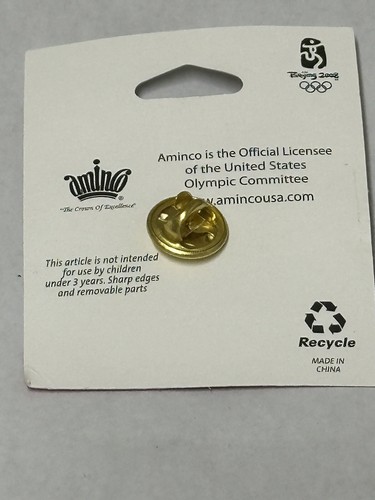 Beijing 2008
Aminco is the Official Licensee
of the United States
Olympic Committee
.amincousa.com
aminco
®
"The Crown Of Excellence"
This article is not intended
for use by children
under 3 years. Sharp edges
and removable parts
Recycle
MADE IN
CHINA